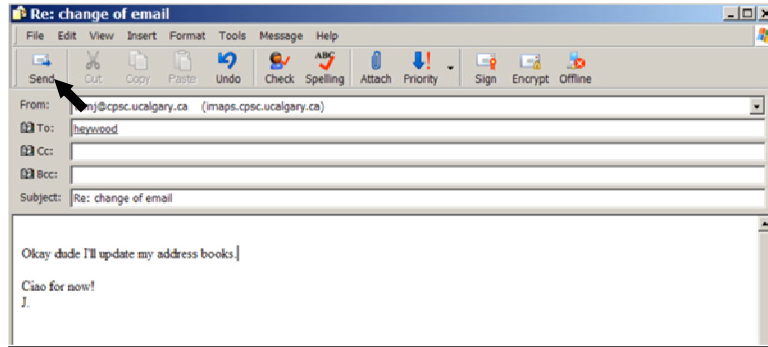 Re: change of email
File Edit View Insert Format Tools Message Help
Send Cut Copy Paste Undo Check Spelling Attach Priority Sign Encrypt Offline
From: @cpsc.ucalgary.ca (imaps.cpsc.ucalgary.ca)
To: heywood
Cc:
Bcc:
Subject: Re: change of email
Okay dude I'll update my address books.
Ciao for now!
J.